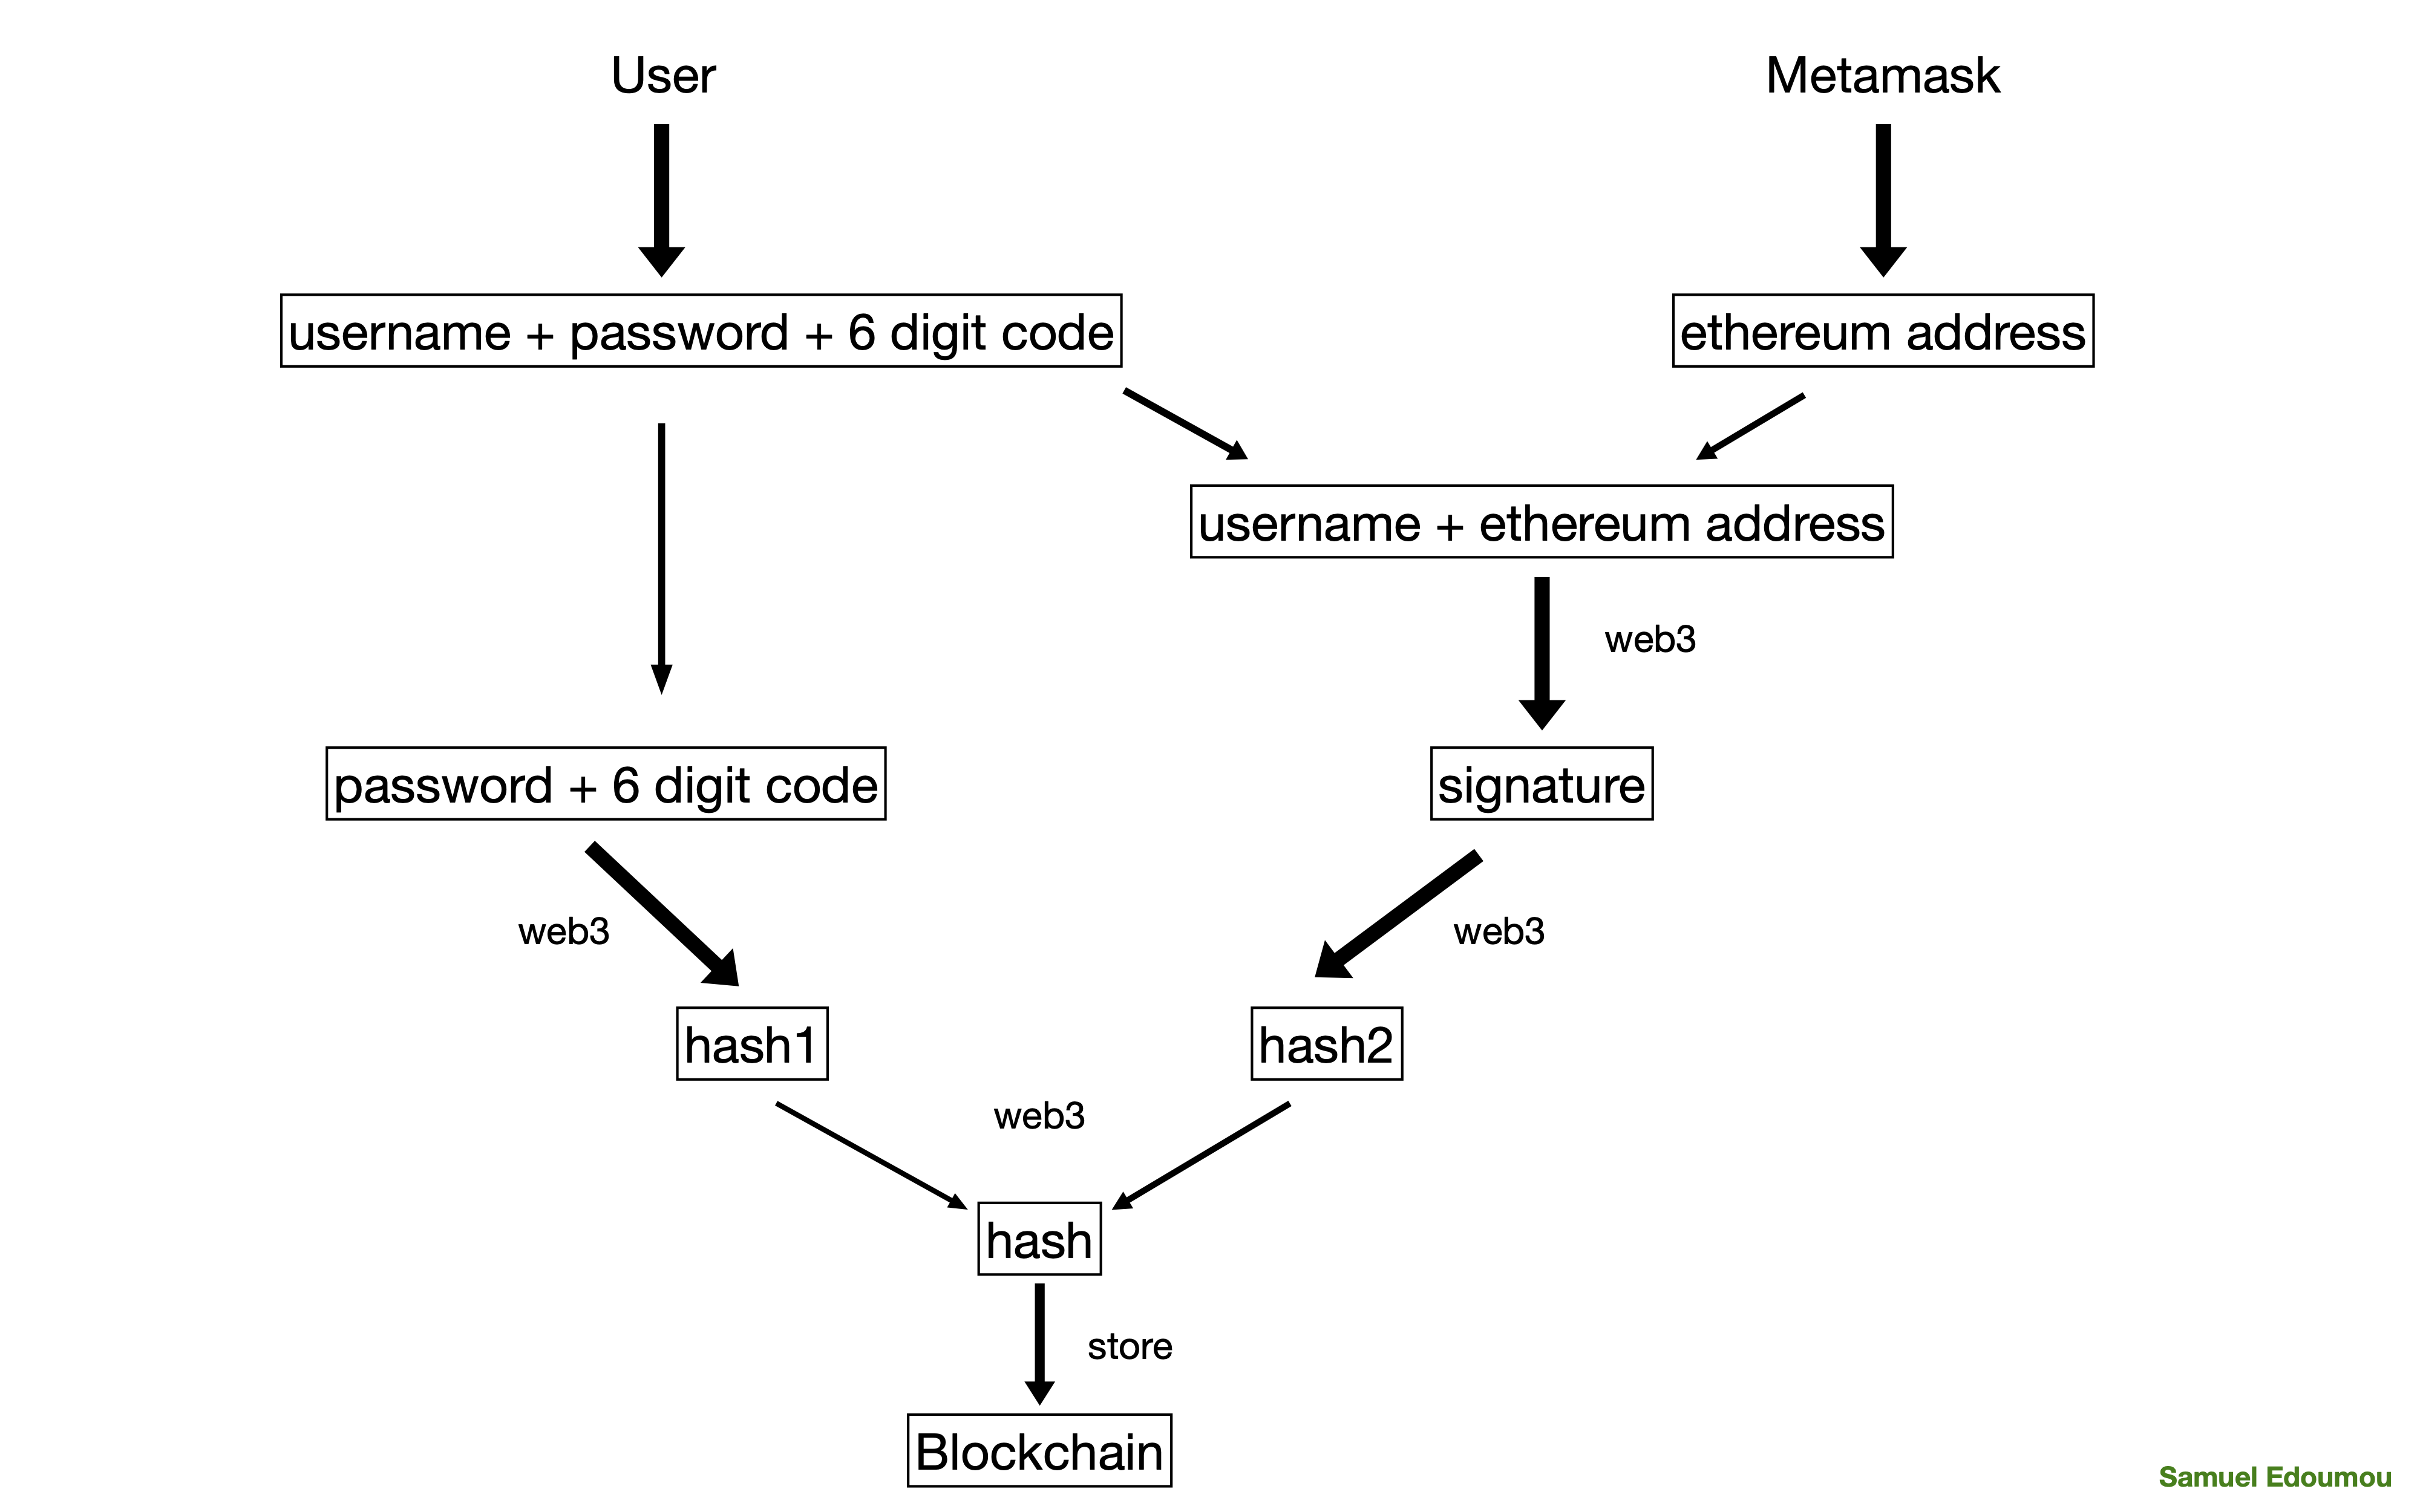 User
Metamask
username + password + 6 digit code
ethereum address
username + ethereum address
web3
password + 6 digit code
signature
web3
web3
hash1
hash2
web3
hash
store
Blockchain
Samuel Edoumou